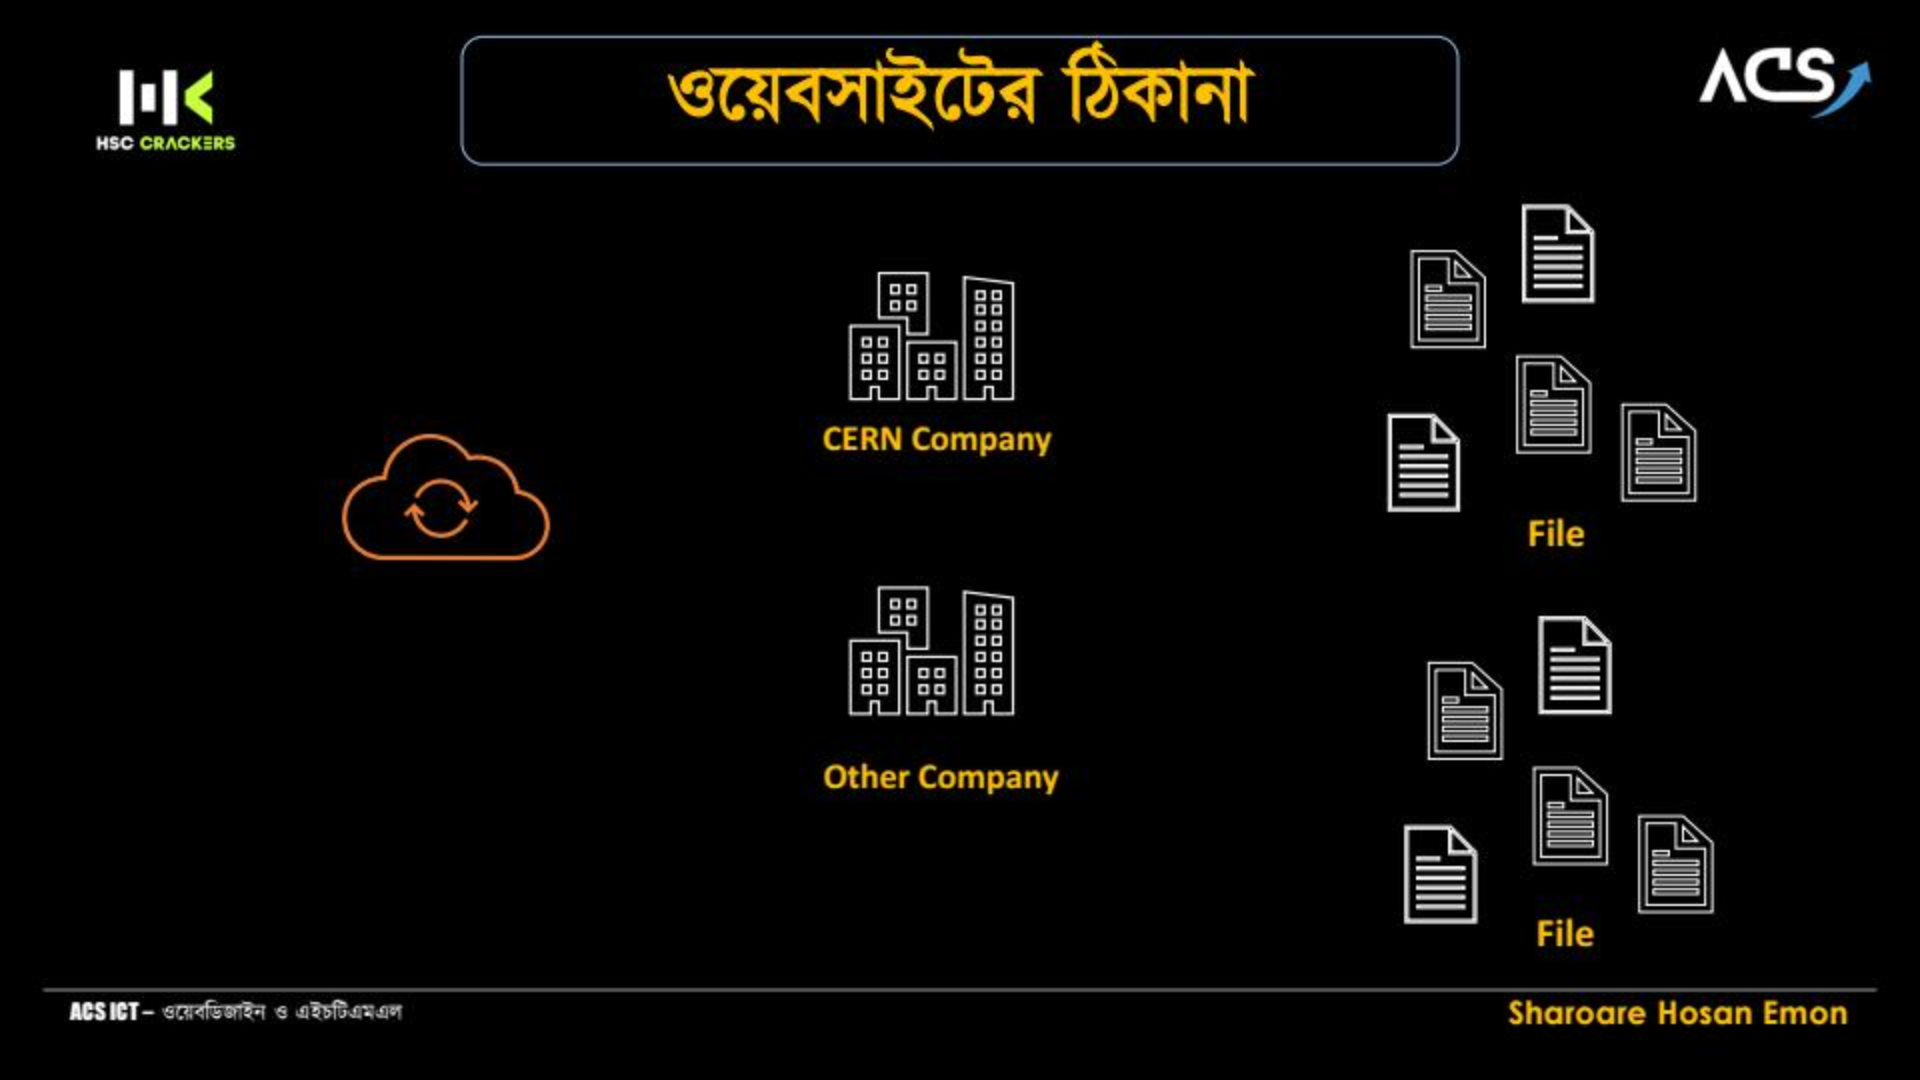 HSC CRACKERS
ওয়েবসাইটের ঠিকানা
ACS
CERN Company
File
Other Company
File
ACS ICT – ওয়েবডিজাইন ও এইচটিএমএল
Sharoare Hosan Emon